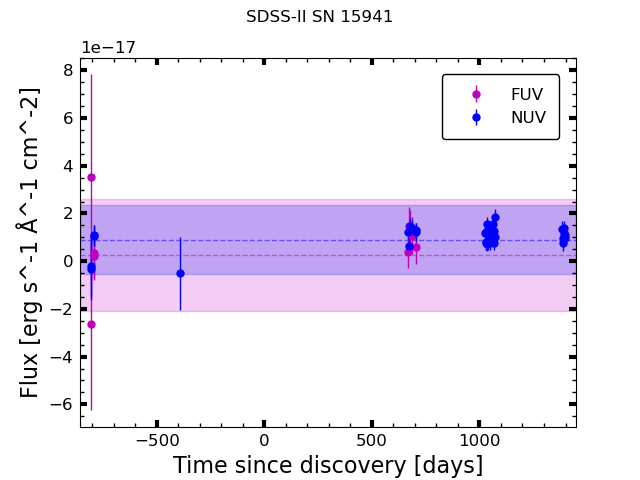 SDSS-II SN 15941
1e−17
8
6
4
2
0
−2
−4
−6
Flux [erg s^-1 Å^-1 cm^-2]
FUV
NUV
−500
0
500
1000
Time since discovery [days]